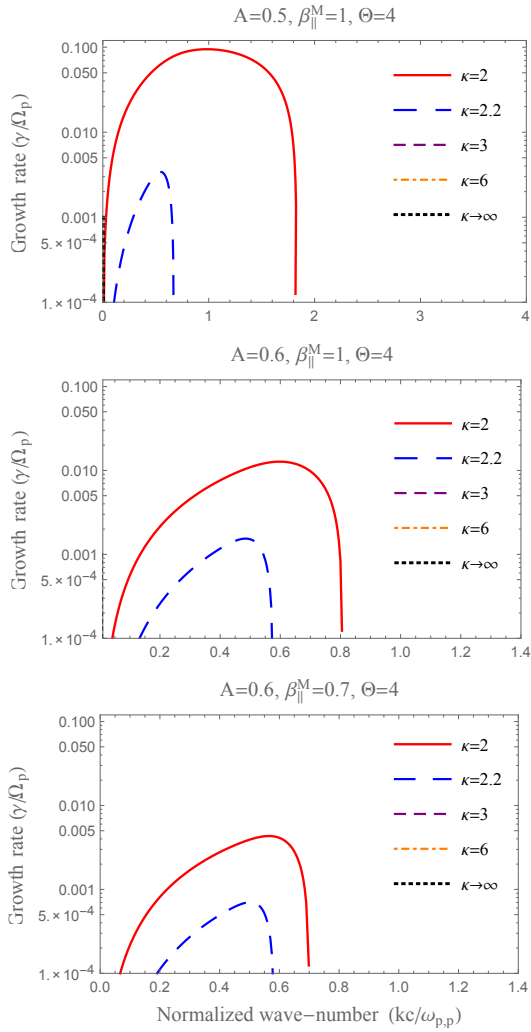 A=0.5, β∥^M=1, Θ=4
Growth rate (γ/Ω_p)
0.100
0.050
0.010
0.005
0.001
5.×10⁻⁴
1.×10⁻⁴
κ=2
κ=2.2
κ=3
κ=6
κ→∞
0 1 2 3 4
A=0.6, β∥^M=1, Θ=4
Growth rate (γ/Ω_p)
0.100
0.050
0.010
0.005
0.001
5.×10⁻⁴
1.×10⁻⁴
κ=2
κ=2.2
κ=3
κ=6
κ→∞
0.2 0.4 0.6 0.8 1.0 1.2 1.4
A=0.6, β∥^M=0.7, Θ=4
Growth rate (γ/Ω_p)
0.100
0.050
0.010
0.005
0.001
5.×10⁻⁴
1.×10⁻⁴
κ=2
κ=2.2
κ=3
κ=6
κ→∞
0.0 0.2 0.4 0.6 0.8 1.0 1.2 1.4
Normalized wave−number (kc/ω_p,p)